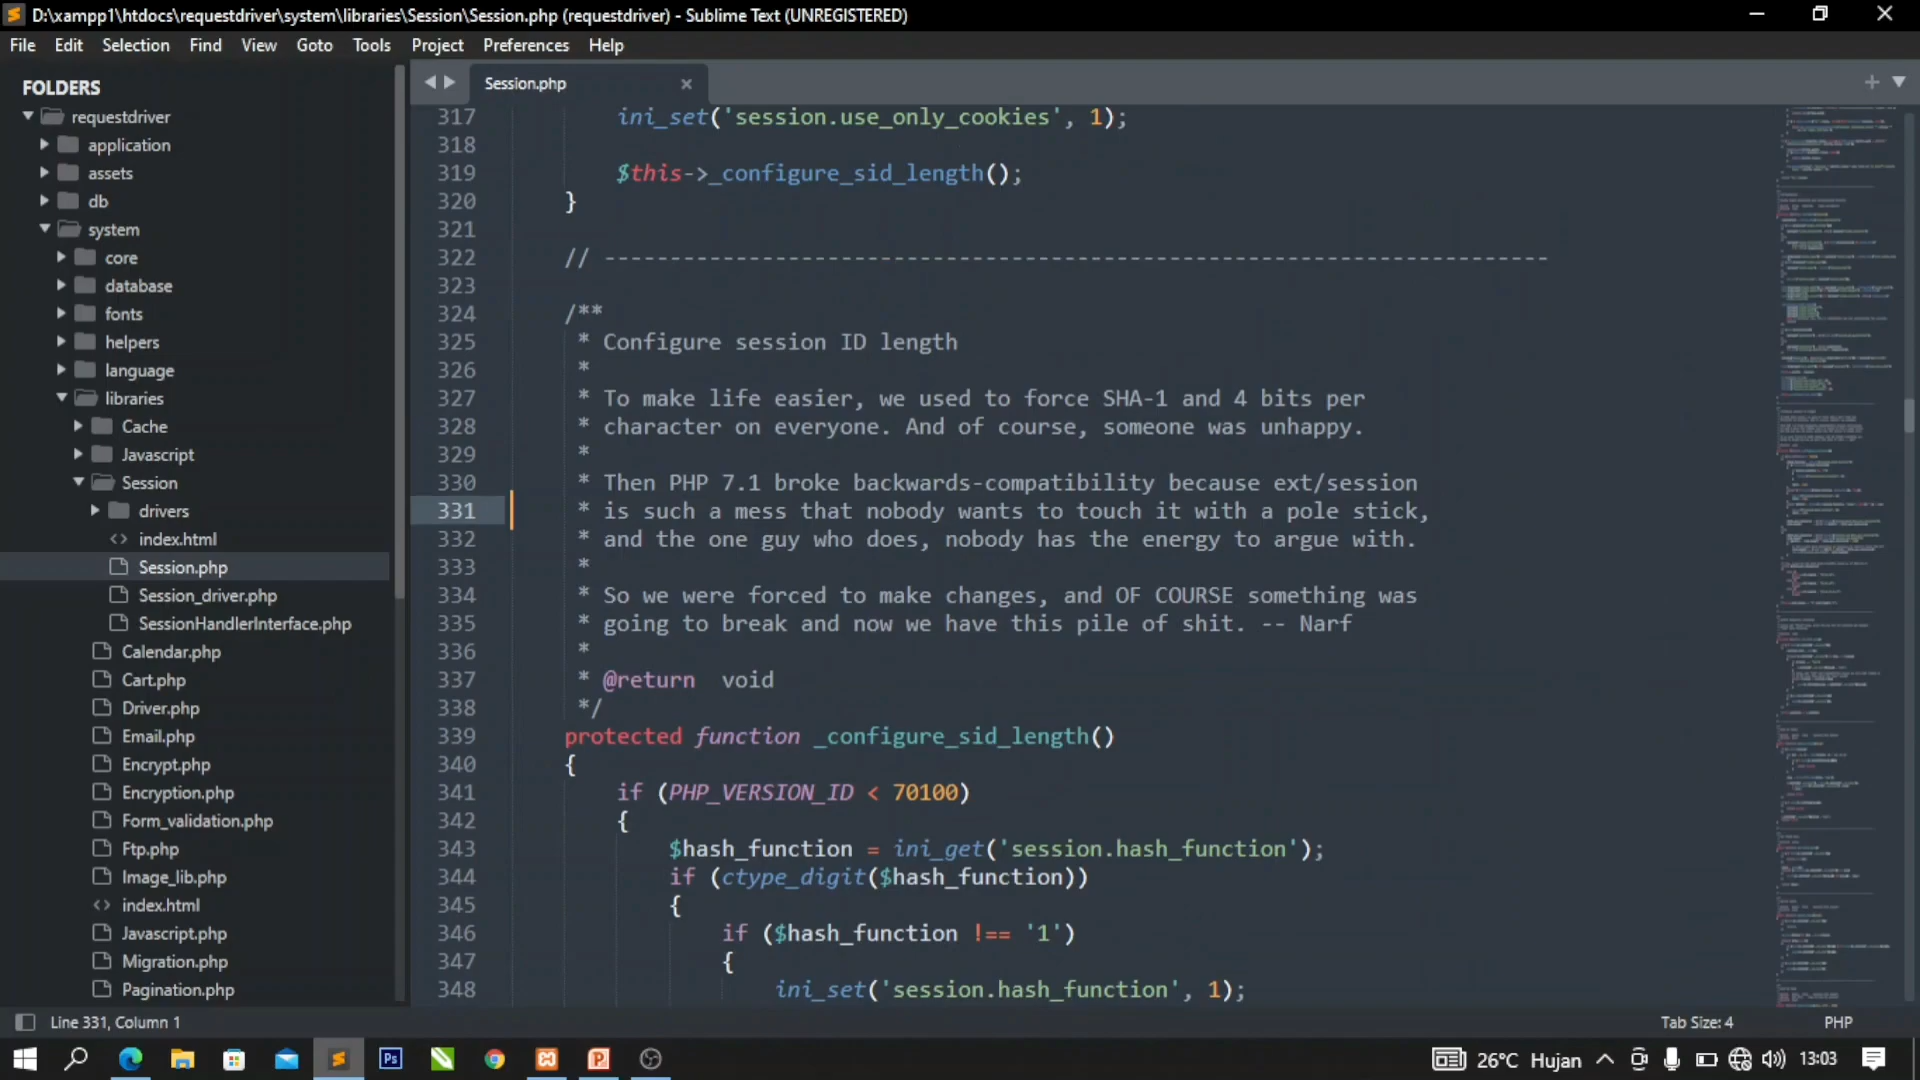 D:\xampp1\htdocs\requestdriver\system\libraries\Session\Session.php (requestdriver) - Sublime Text (UNREGISTERED)
File Edit Selection Find View Goto Tools Project Preferences Help
FOLDERS
requestdriver
application
assets
db
system
core
database
fonts
helpers
language
libraries
Cache
Javascript
Session
drivers
index.html
Session.php
Session_driver.php
SessionHandlerInterface.php
Calendar.php
Cart.php
Driver.php
Email.php
Encrypt.php
Encryption.php
Form_validation.php
Ftp.php
Image_lib.php
index.html
Javascript.php
Migration.php
Pagination.php
Session.php
317 ini_set('session.use_only_cookies', 1);
318
319 $this->_configure_sid_length();
320 }
321
322 // ------------------------------------------------------------------------
323
324 /**
325 * Configure session ID length
326 *
327 * To make life easier, we used to force SHA-1 and 4 bits per
328 * character on everyone. And of course, someone was unhappy.
329 *
330 * Then PHP 7.1 broke backwards-compatibility because ext/session
331 * is such a mess that nobody wants to touch it with a pole stick,
332 * and the one guy who does, nobody has the energy to argue with.
333 *
334 * So we were forced to make changes, and OF COURSE something was
335 * going to break and now we have this pile of shit. -- Narf
336 *
337 * @return void
338 */
339 protected function _configure_sid_length()
340 {
341 if (PHP_VERSION_ID < 70100)
342 {
343 $hash_function = ini_get('session.hash_function');
344 if (ctype_digit($hash_function))
345 {
346 if ($hash_function !== '1')
347 {
348 ini_set('session.hash_function', 1);
Line 331, Column 1
Tab Size: 4
PHP
26°C Hujan
13:03